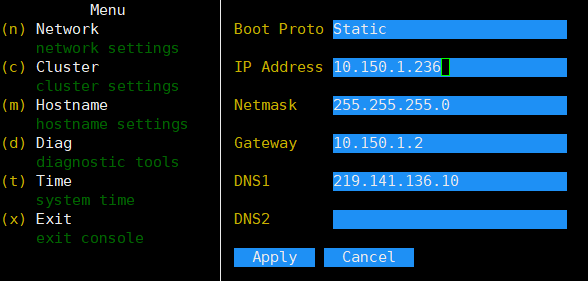 Menu
(n) Network
network settings
(c) Cluster
cluster settings
(m) Hostname
hostname settings
(d) Diag
diagnostic tools
(t) Time
system time
(x) Exit
exit console
Boot Proto Static
IP Address 10.150.1.236
Netmask 255.255.255.0
Gateway 10.150.1.2
DNS1 219.141.136.10
DNS2
Apply Cancel